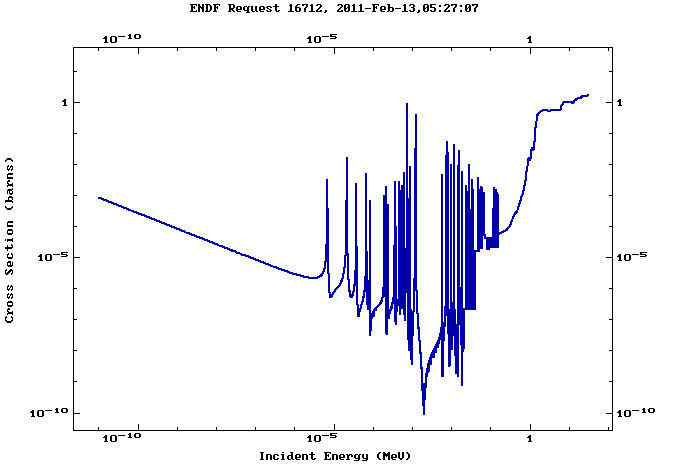 ENDF Request 16712, 2011-Feb-13,05:27:07
10⁻¹⁰ 10⁻⁵ 1
1 1
10⁻⁵ 10⁻⁵
10⁻¹⁰ 10⁻¹⁰
Cross Section (barns)
10⁻¹⁰ 10⁻⁵ 1
Incident Energy (MeV)